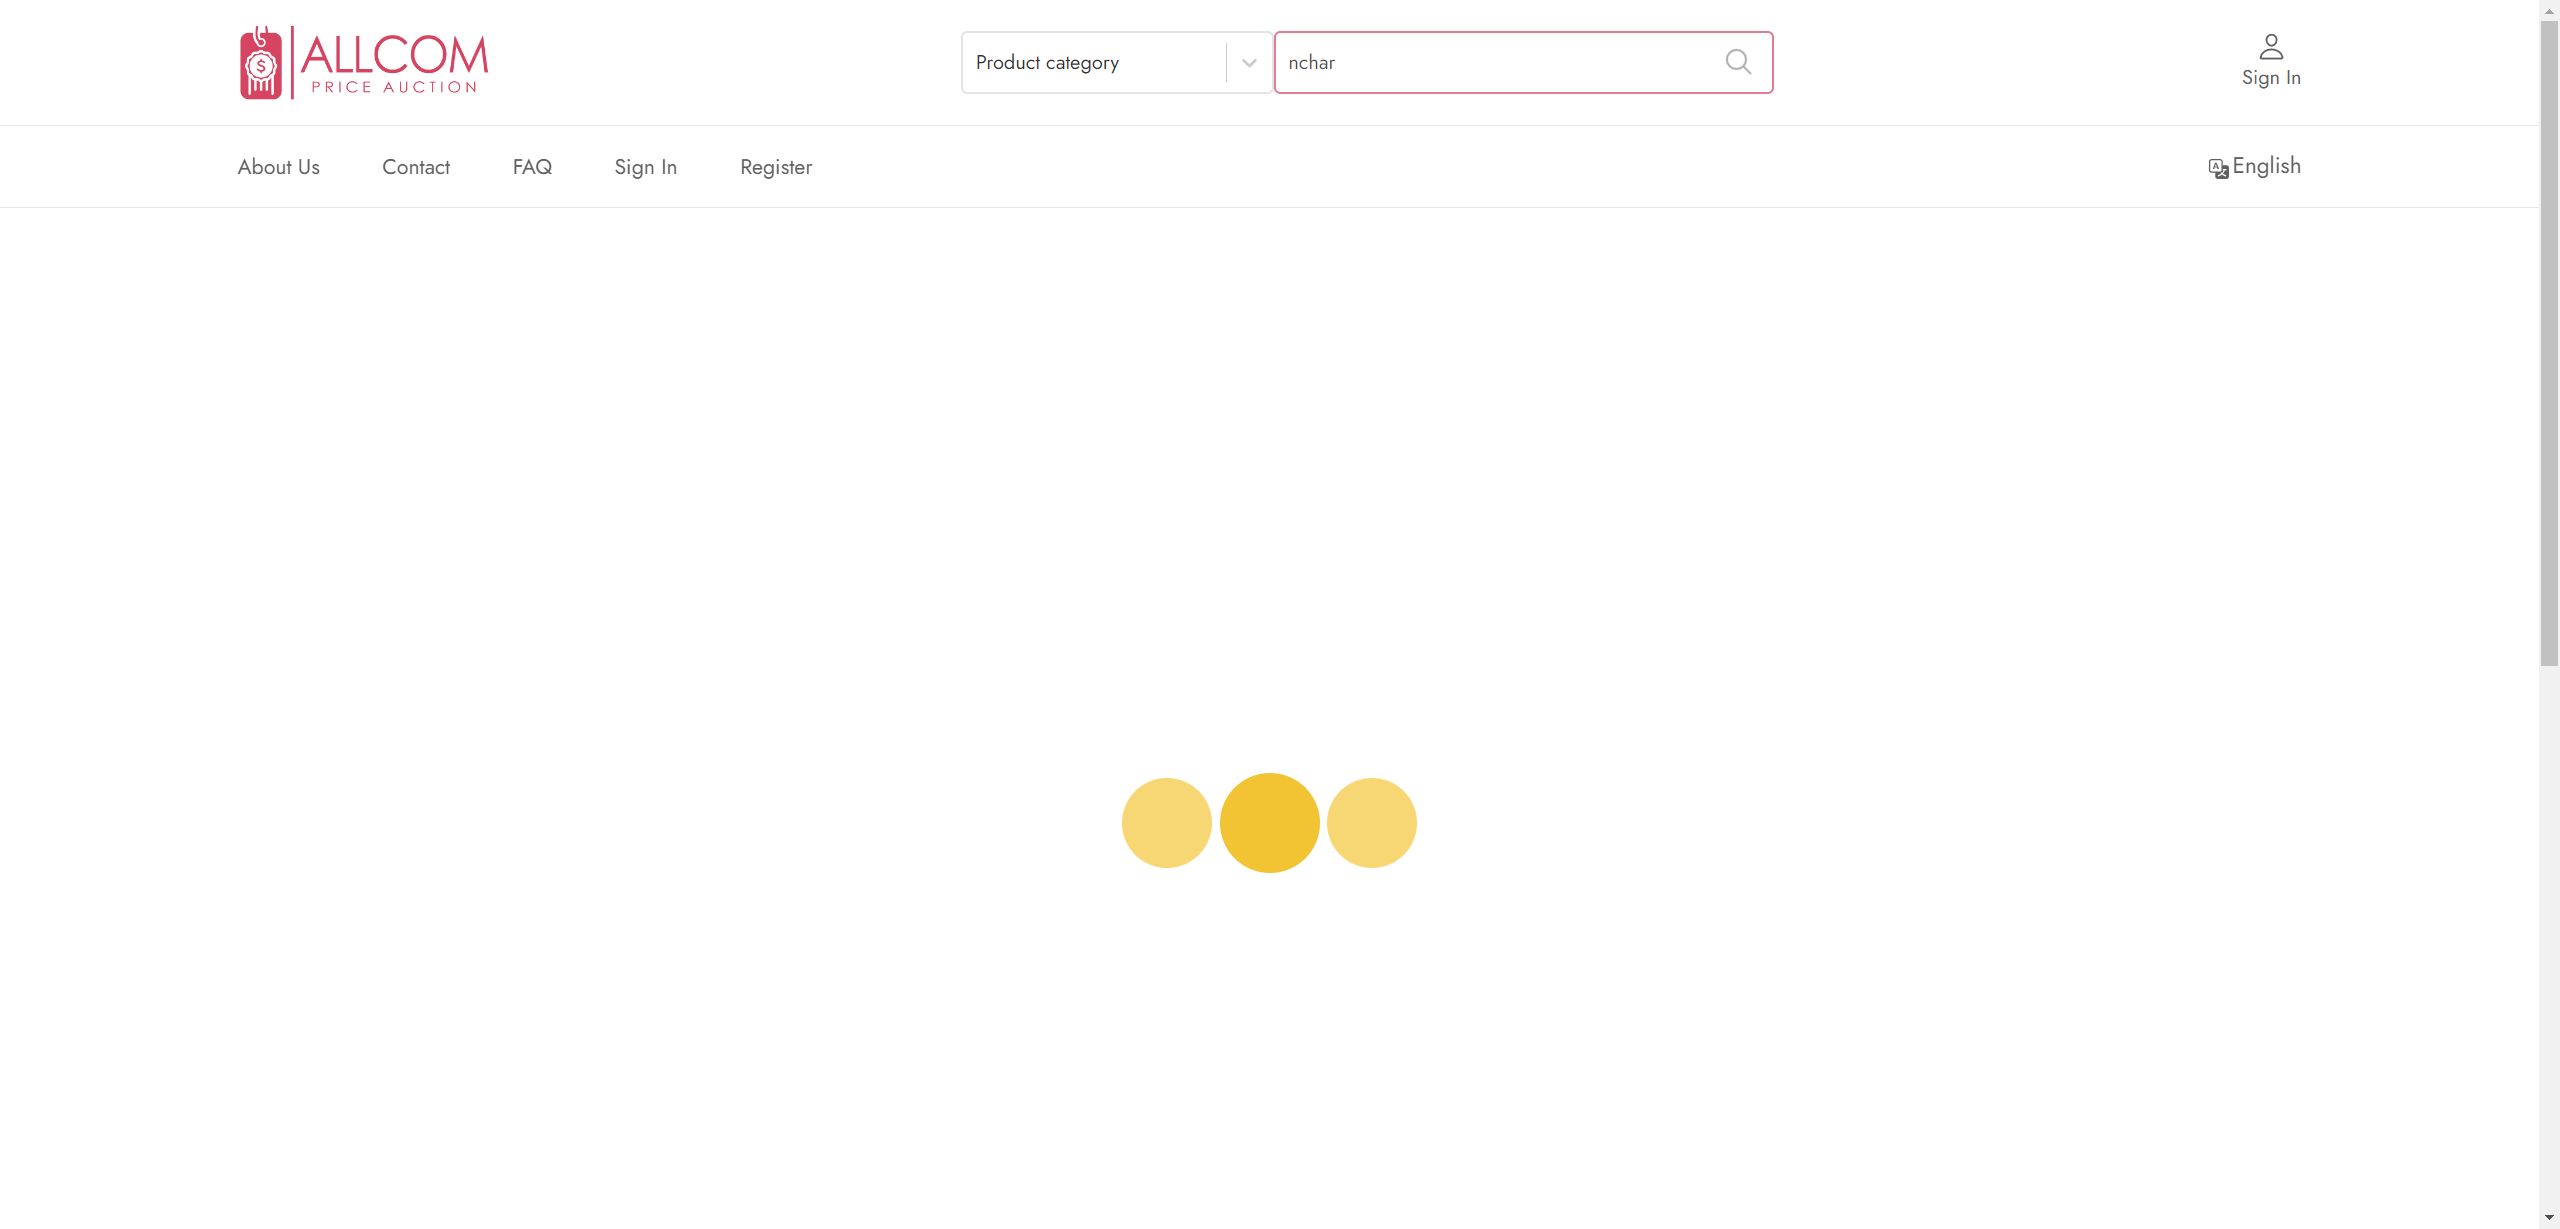 ALLCOM
PRICE AUCTION
Product category
nchar
Sign In
About Us
Contact
FAQ
Sign In
Register
English